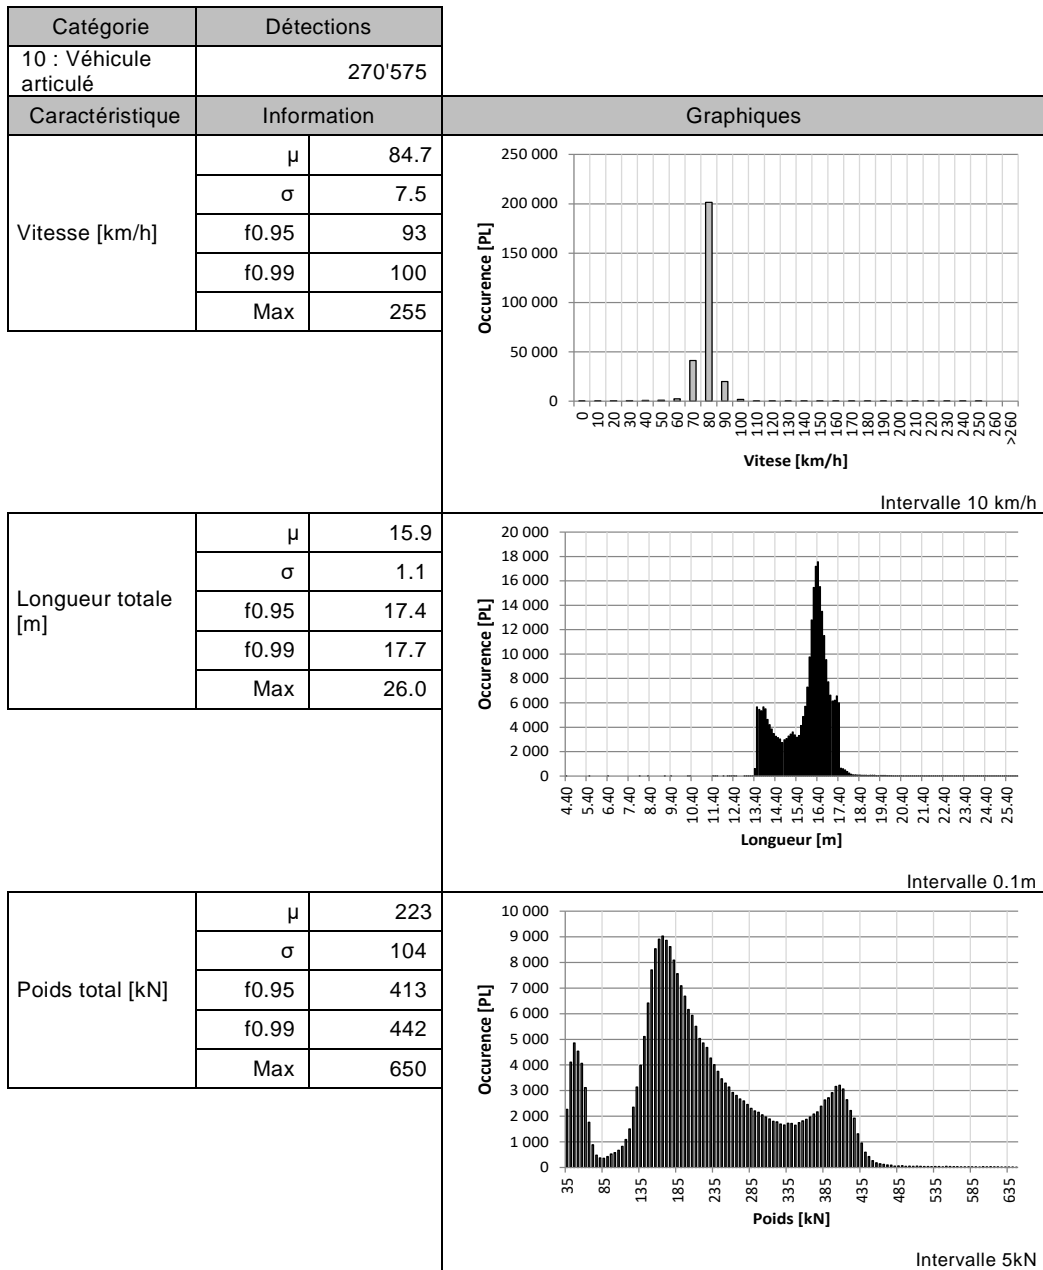 Catégorie Détections
10 : Véhicule
articulé
270'575
Caractéristique Information Graphiques
Vitesse [km/h]
µ 84.7
σ 7.5
f0.95 93
f0.99 100
Max 255
Occurence [PL]
250 000
200 000
150 000
100 000
50 000
0
0 10 20 30 40 50 60 70 80 90 100 110 120 130 140 150 160 170 180 190 200 210 220 230 240 250 260 >260
Vitese [km/h]
Intervalle 10 km/h
Longueur totale
[m]
µ 15.9
σ 1.1
f0.95 17.4
f0.99 17.7
Max 26.0
Occurence [PL]
20 000
18 000
16 000
14 000
12 000
10 000
8 000
6 000
4 000
2 000
0
4.40 5.40 6.40 7.40 8.40 9.40 10.40 11.40 12.40 13.40 14.40 15.40 16.40 17.40 18.40 19.40 20.40 21.40 22.40 23.40 24.40 25.40
Longueur [m]
Intervalle 0.1m
Poids total [kN]
µ 223
σ 104
f0.95 413
f0.99 442
Max 650
Occurence [PL]
10 000
9 000
8 000
7 000
6 000
5 000
4 000
3 000
2 000
1 000
0
35 85 135 185 235 285 335 385 435 485 535 585 635
Poids [kN]
Intervalle 5kN